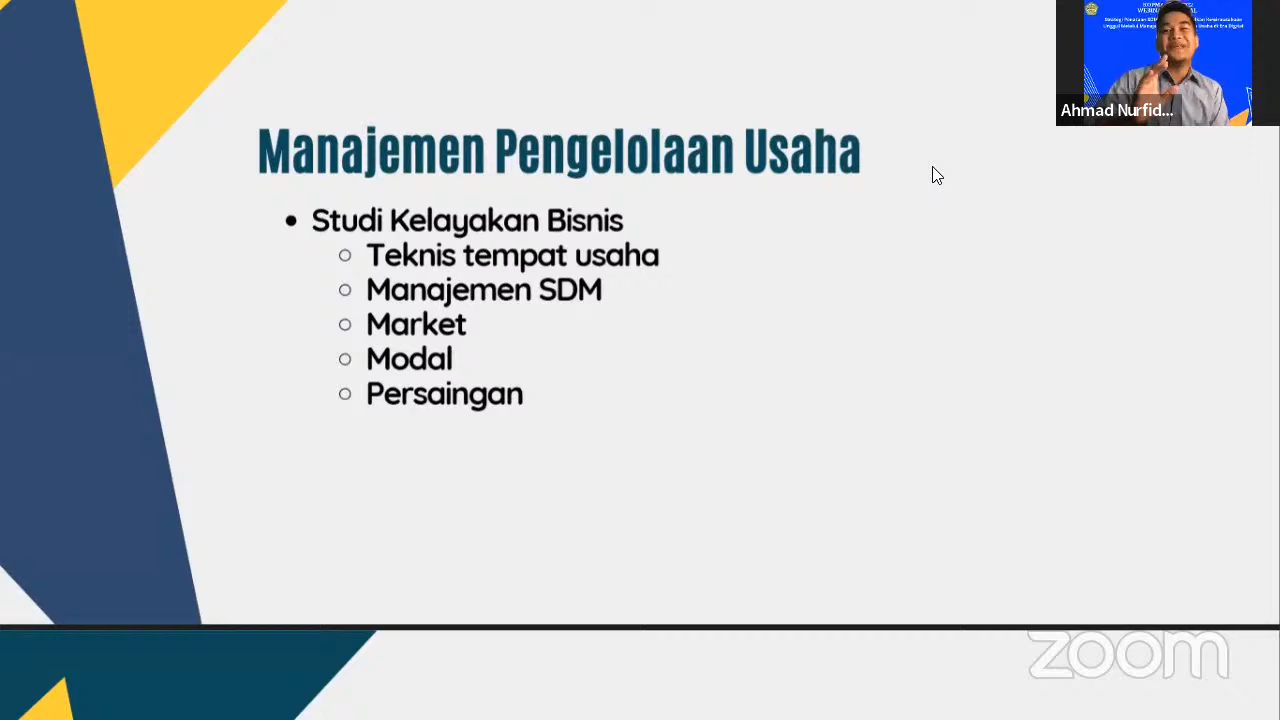 Manajemen Pengelolaan Usaha
Studi Kelayakan Bisnis
Teknis tempat usaha
Manajemen SDM
Market
Modal
Persaingan
Ahmad Nurfid...
zoom